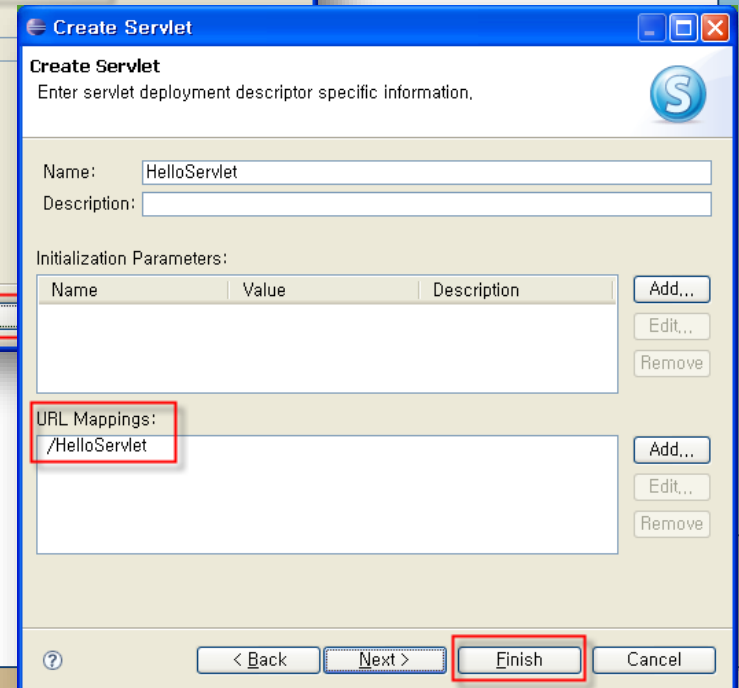 Create Servlet
Create Servlet
Enter servlet deployment descriptor specific information.
Name: HelloServlet
Description:
Initialization Parameters:
Name Value Description
Add...
Edit...
Remove
URL Mappings:
/HelloServlet
Add...
Edit...
Remove
< Back Next > Finish Cancel